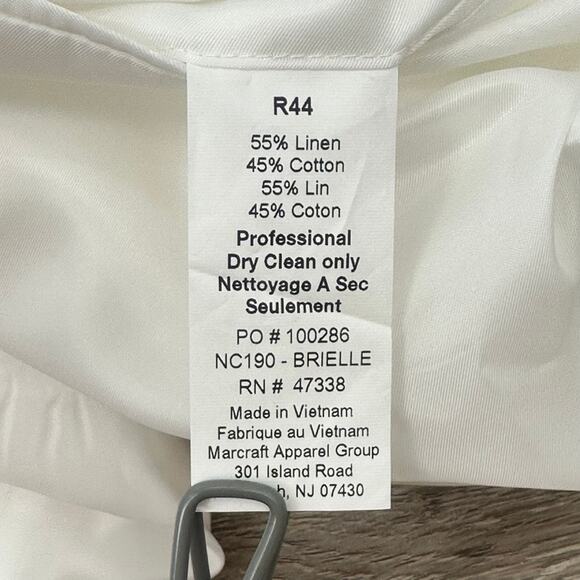 R44
55% Linen
45% Cotton
55% Lin
45% Coton
Professional
Dry Clean only
Nettoyage A Sec
Seulement
PO # 100286
NC190 - BRIELLE
RN # 47338
Made in Vietnam
Fabrique au Vietnam
Marcraft Apparel Group
301 Island Road
NJ 07430